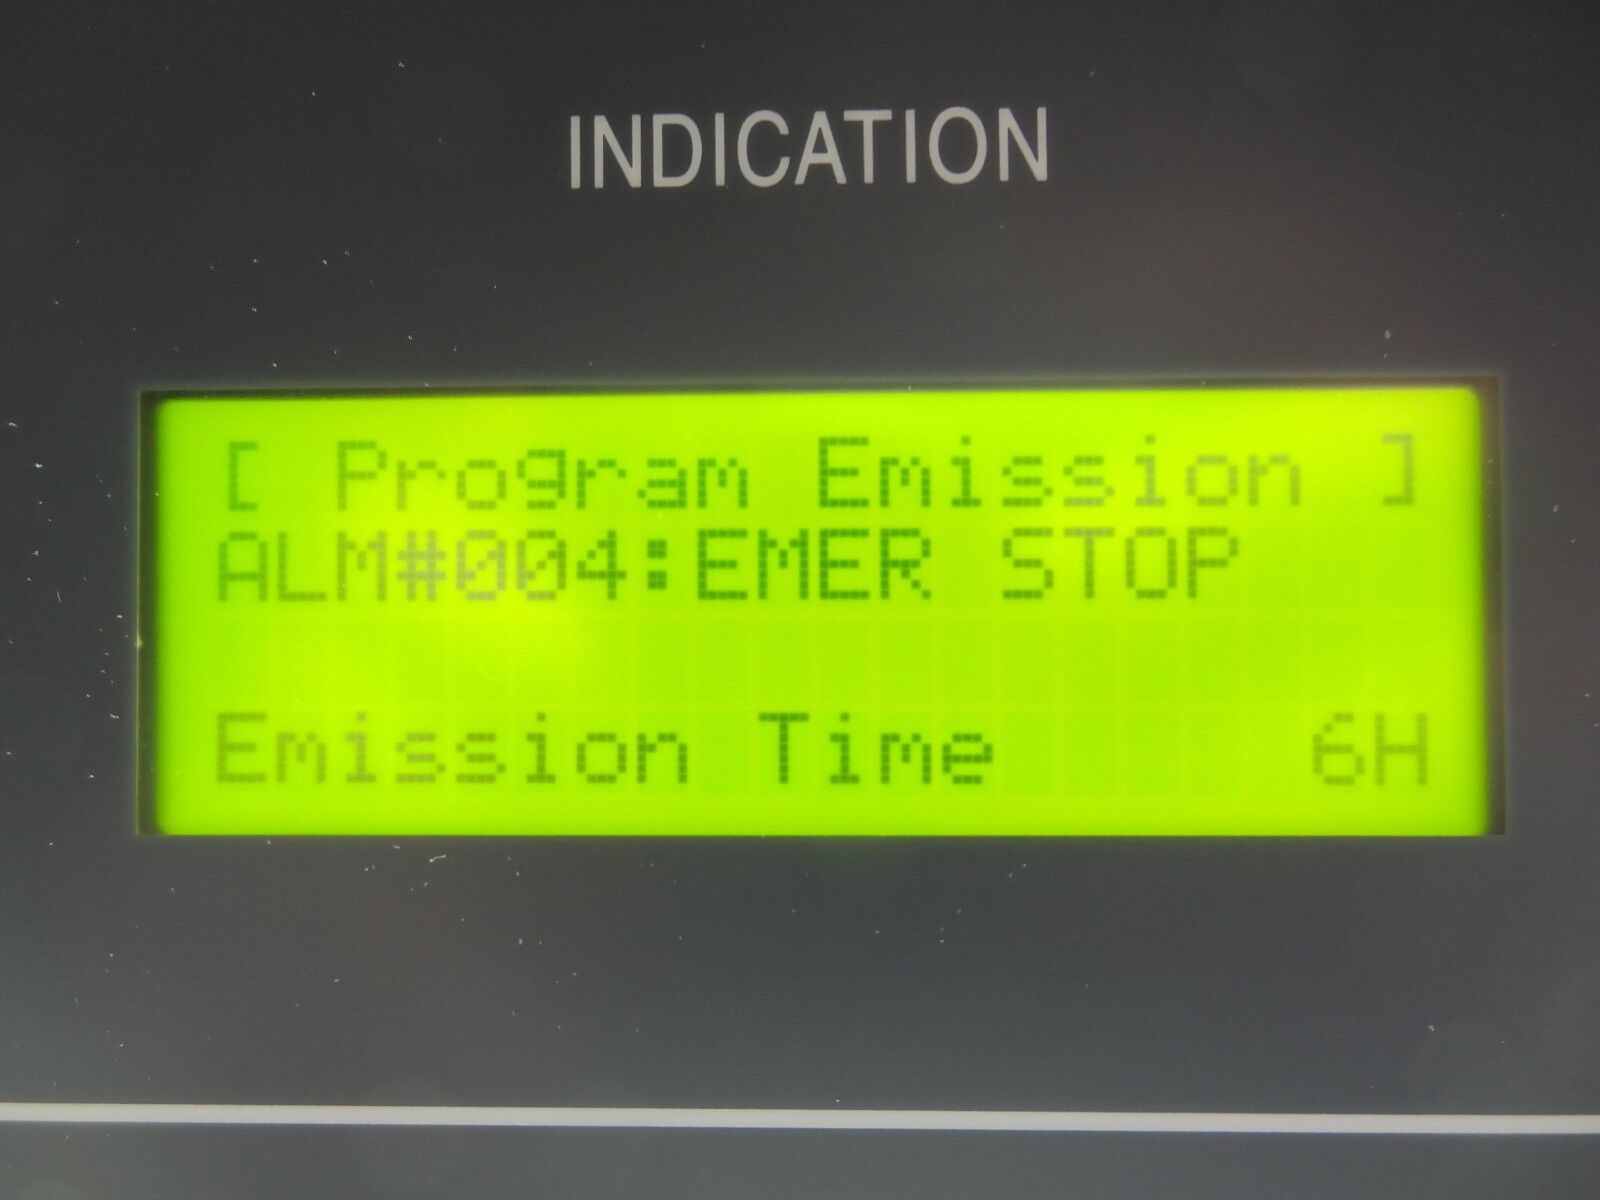 INDICATION
[ Program Emission ]
ALM#004:EMER STOP
Emission Time 6H